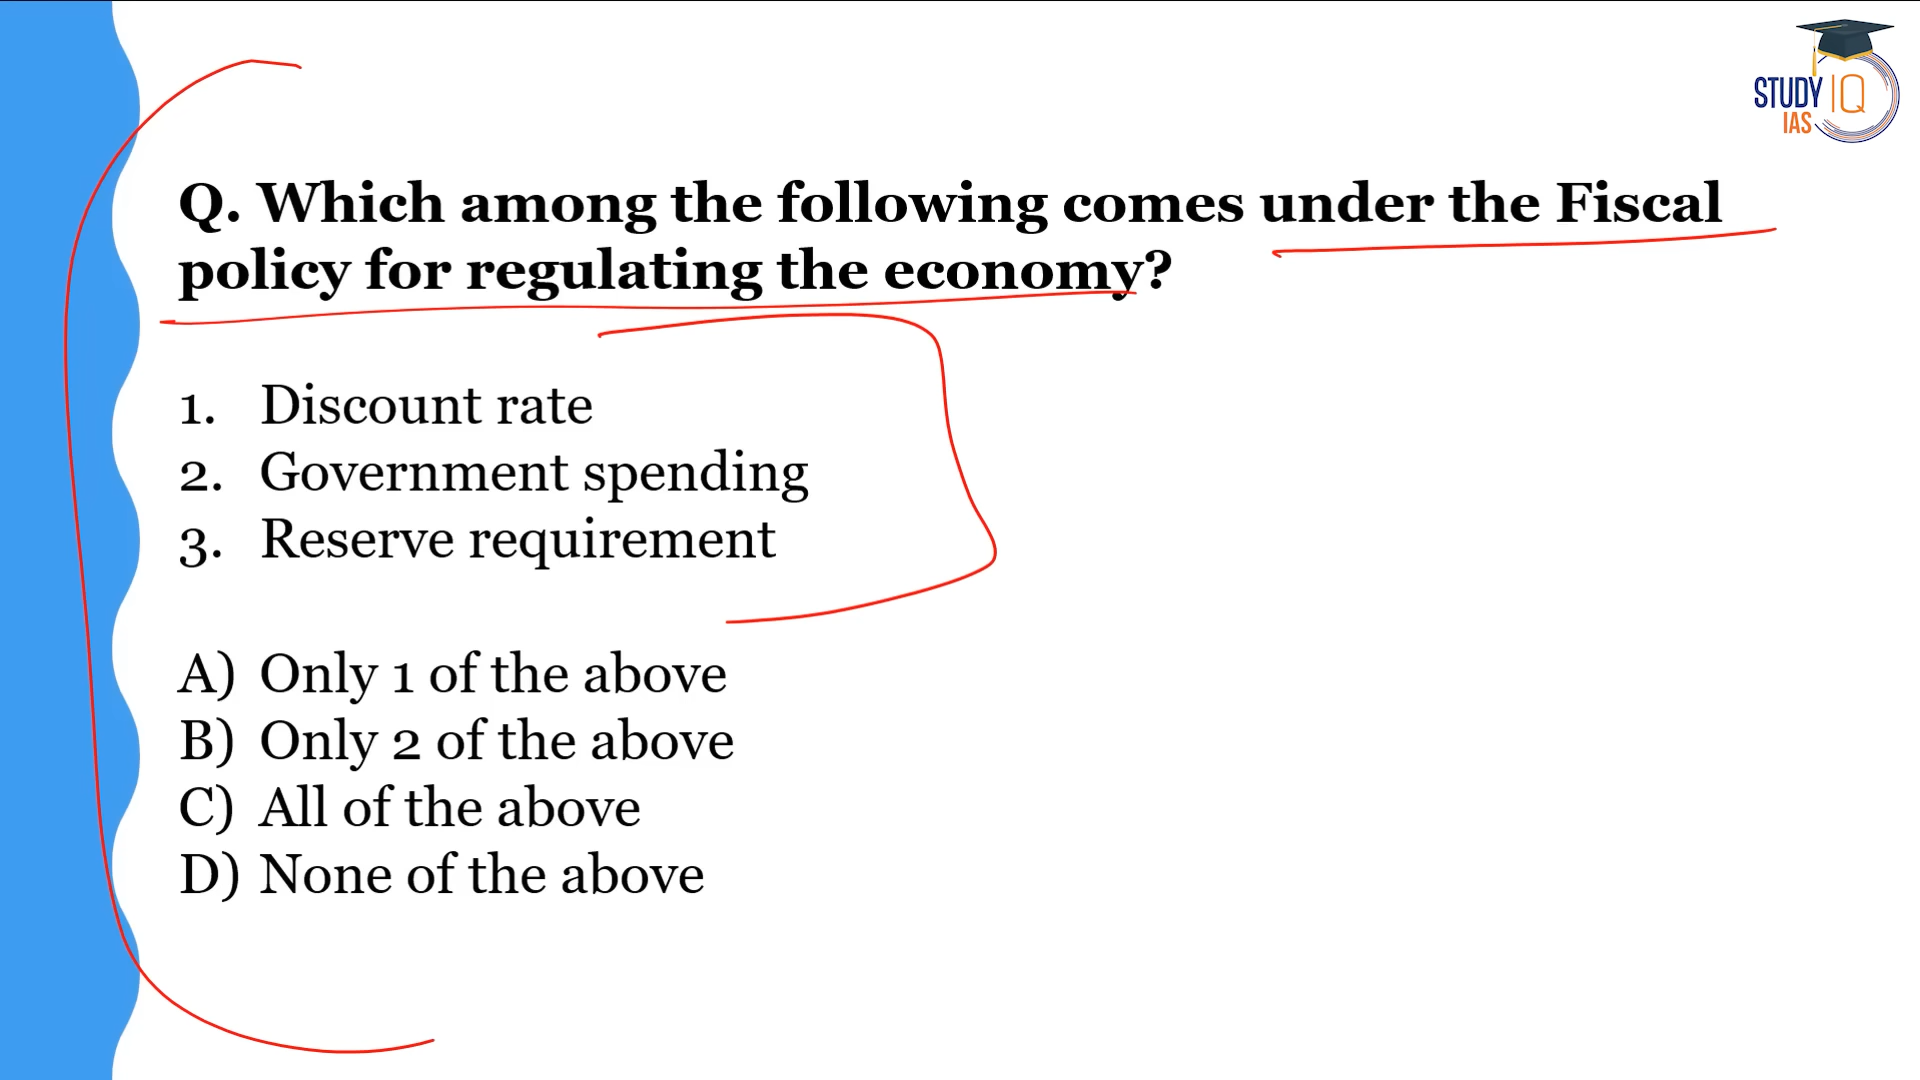 STUDY IQ
IAS
Q. Which among the following comes under the Fiscal
policy for regulating the economy?
1. Discount rate
2. Government spending
3. Reserve requirement
A) Only 1 of the above
B) Only 2 of the above
C) All of the above
D) None of the above